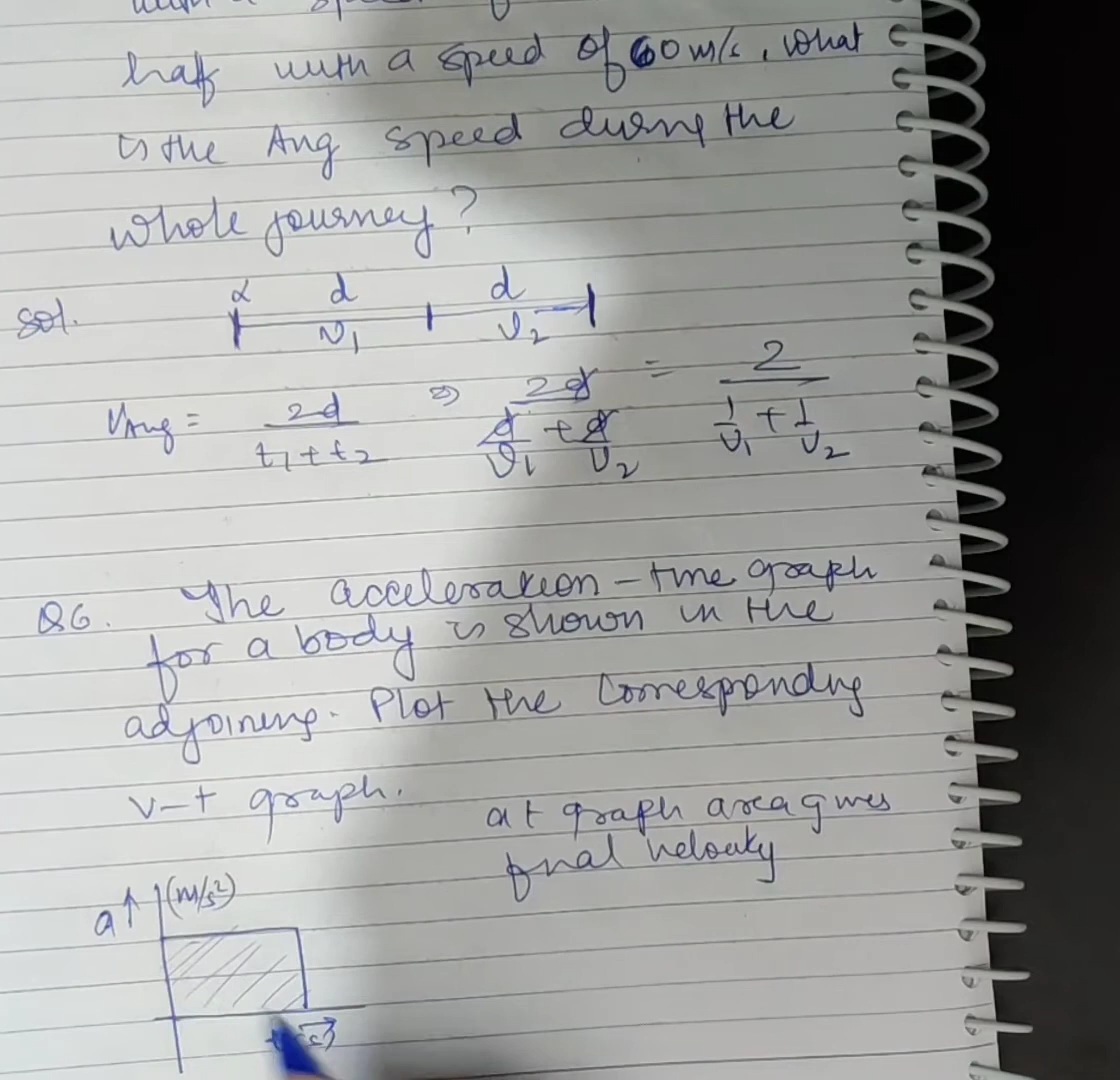 half with a speed of 60 m/s, what
is the Avg speed during the
whole journey?
Sol. d d
v₁ v₂
vAvg = 2d / (t₁ + t₂) ⇒ 2d / (d/v₁ + d/v₂) = 2 / (1/v₁ + 1/v₂)
Q6. The acceleration-time graph
for a body is shown in the
adjoining. Plot the corresponding
v-t graph.
at graph area gives
final velocity
a↑ (m/s²)